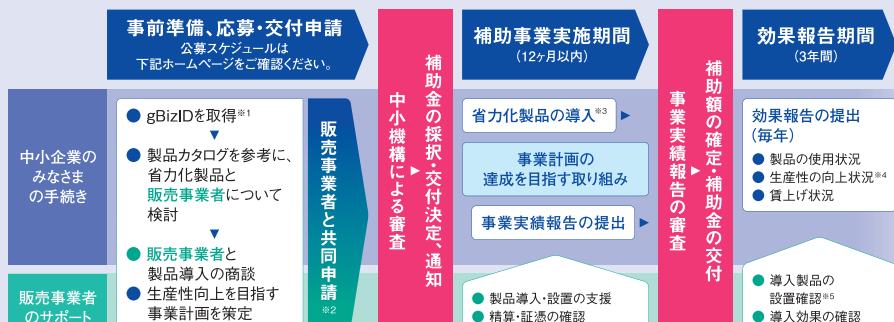 事前準備、応募・交付申請
公募スケジュールは
下記ホームページをご確認ください。
中小企業の
みなさま
の手続き
● gBizIDを取得※1
▼
● 製品カタログを参考に、
省力化製品と
販売事業者について
検討
▼
● 販売事業者と
製品導入の商談
● 生産性向上を目指す
事業計画を策定
販売事業者と共同申請
※2
中小機構による審査
▶
補助金の採択・交付決定、通知
補助事業実施期間
(12ヶ月以内)
省力化製品の導入※3 ▶
事業計画の
達成を目指す取り組み
事業実績報告の提出 ▶
事業実績報告の審査
▶
補助額の確定・補助金の交付
効果報告期間
(3年間)
効果報告の提出
(毎年)
● 製品の使用状況
● 生産性の向上状況※4
● 賃上げ状況
販売事業者
のサポート
● 製品導入・設置の支援
● 精算・証憑の確認
● 導入製品の
設置確認※5
● 導入効果の確認